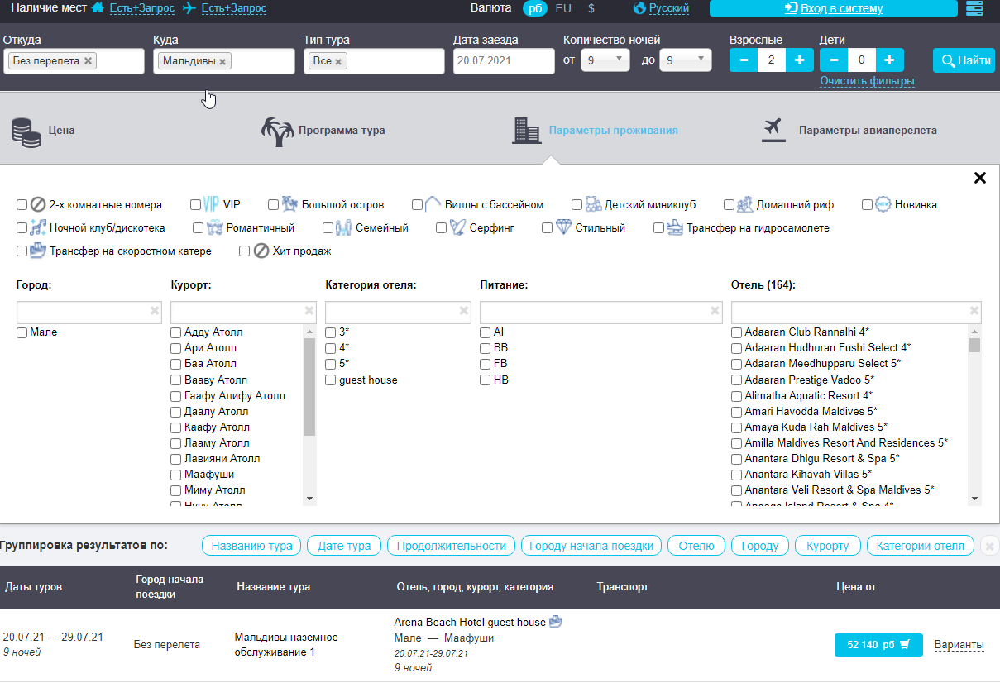 Наличие мест Есть+Запрос Есть+Запрос Валюта рб EU $ Русский Вход в систему
Откуда Куда Тип тура Дата заезда Количество ночей Взрослые Дети
Без перелета × Мальдивы × Все × 20.07.2021 от 9 до 9 − 2 + − 0 + Найти
Очистить фильтры
Цена Программа тура Параметры проживания Параметры авиаперелета
2-х комнатные номера VIP VIP Большой остров Виллы с бассейном Детский миниклуб Домашний риф Новинка
Ночной клуб/дискотека Романтичный Семейный Серфинг Стильный Трансфер на гидросамолете
Трансфер на скоростном катере Хит продаж
Город: Курорт: Категория отеля: Питание: Отель (164):
Мале Адду Атолл 3* AI Adaaran Club Rannalhi 4*
Ари Атолл 4* BB Adaaran Hudhuran Fushi Select 4*
Баа Атолл 5* FB Adaaran Meedhupparu Select 5*
Вааву Атолл guest house HB Adaaran Prestige Vadoo 5*
Гаафу Алифу Атолл Alimatha Aquatic Resort 4*
Даалу Атолл Amari Havodda Maldives 5*
Каафу Атолл Amaya Kuda Rah Maldives 5*
Лааму Атолл Amilla Maldives Resort And Residences 5*
Лавияни Атолл Anantara Dhigu Resort & Spa 5*
Маафуши Anantara Kihavah Villas 5*
Миму Атолл Anantara Veli Resort & Spa Maldives 5*
Нуну Атолл Angaga Island Resort & Spa 4*
Группировка результатов по: Названию тура Дате тура Продолжительности Городу начала поездки Отелю Городу Курорту Категории отеля
Даты туров Город начала поездки Название тура Отель, город, курорт, категория Транспорт Цена от
Arena Beach Hotel guest house
20.07.21 — 29.07.21 Без перелета Мальдивы наземное Мале — Маафуши 52 140 рб Варианты
9 ночей обслуживание 1 20.07.21-29.07.21
9 ночей